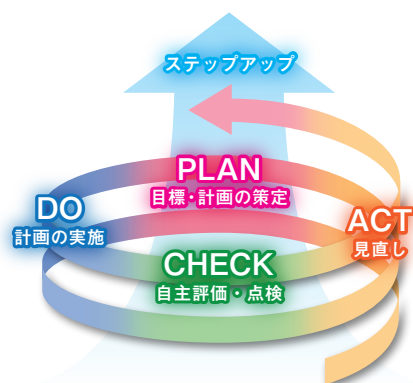 ステップアップ
PLAN
目標・計画の策定
DO
計画の実施
CHECK
自主評価・点検
ACT
見直し